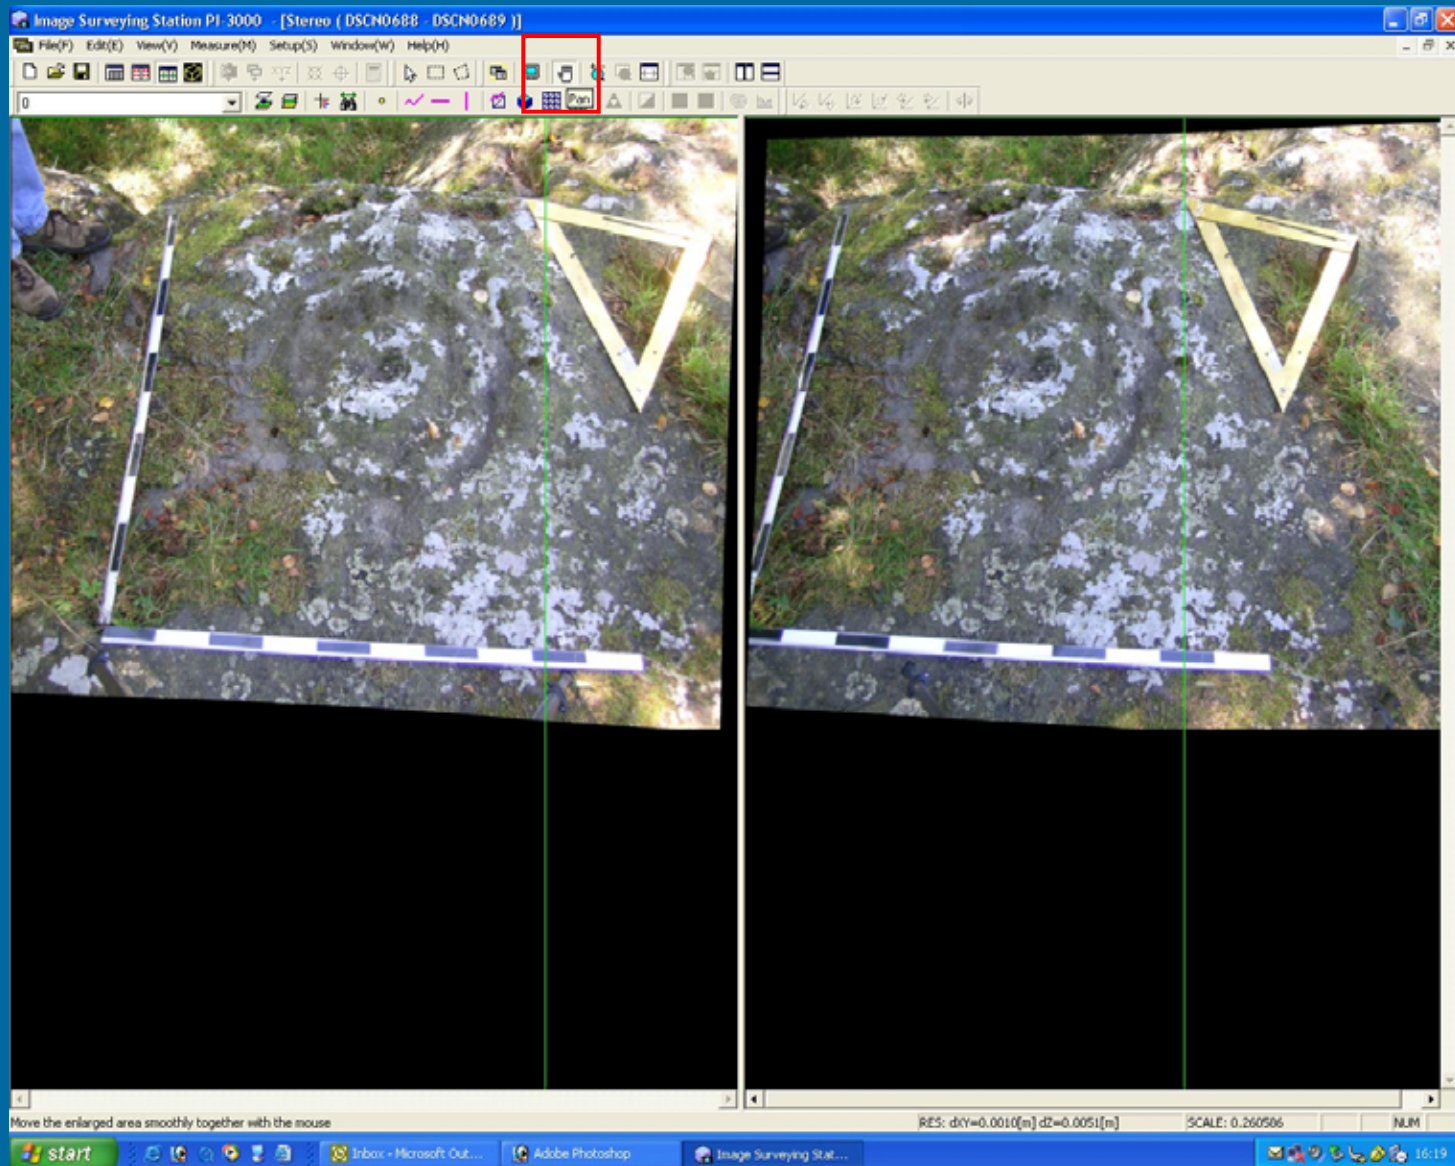 Image Surveying Station PI-3000 - [Stereo ( DSCN0688 - DSCN0689 )]
File(F) Edit(E) View(V) Measure(M) Setup(S) Window(W) Help(H)
0
Pan
Move the enlarged area smoothly together with the mouse
RES: dXY=0.0010[m] dZ=0.0051[m]
SCALE: 0.260586
NUM
start
Inbox - Microsoft Out...
Adobe Photoshop
Image Surveying Stat...
16:19